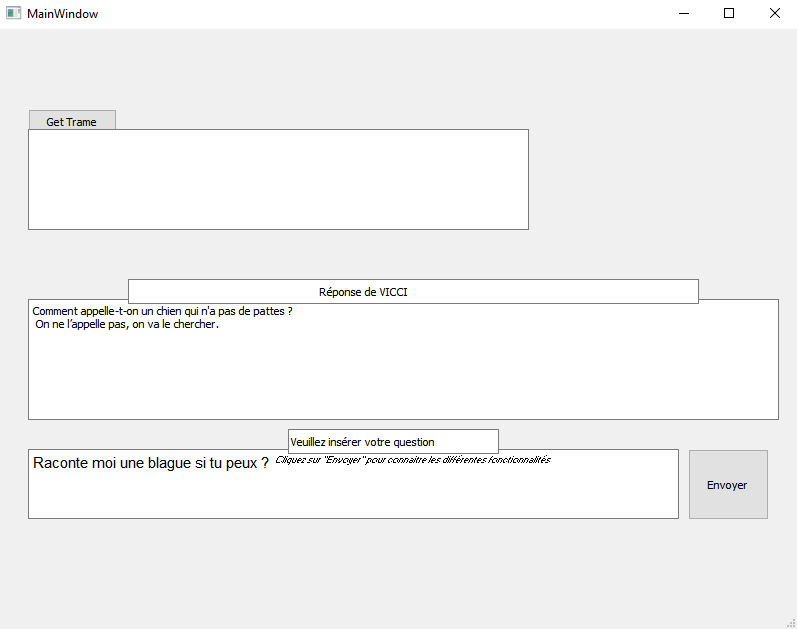 MainWindow
Get Trame
Réponse de VICCI
Comment appelle-t-on un chien qui n'a pas de pattes ?
On ne l'appelle pas, on va le chercher.
Veuillez insérer votre question
Raconte moi une blague si tu peux ? Cliquez sur "Envoyer" pour connaitre les différentes fonctionnalités
Envoyer